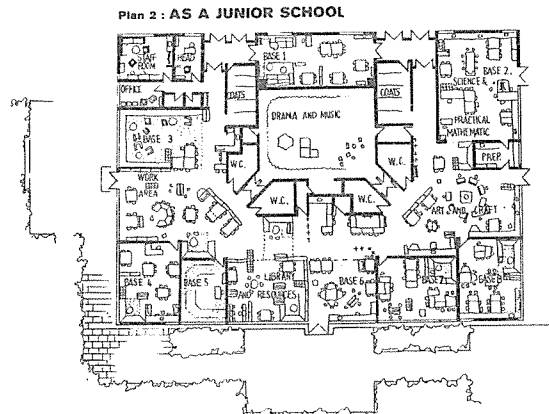 Plan 2 : AS A JUNIOR SCHOOL
STAFF
ROOM
HEAD
BASE 1
BASE 2.
SCIENCE &
OFFICE
COATS
COATS
DRAMA AND MUSIC
PRACTICAL
MATHEMATIC
BASE 3
W.C.
W.C.
PREP.
WORK
AREA
W.C.
W.C.
ART AND CRAFT
BASE 4
BASE 5
LIBRARY
AND RESOURCES
BASE 6
BASE 7
BASE 8